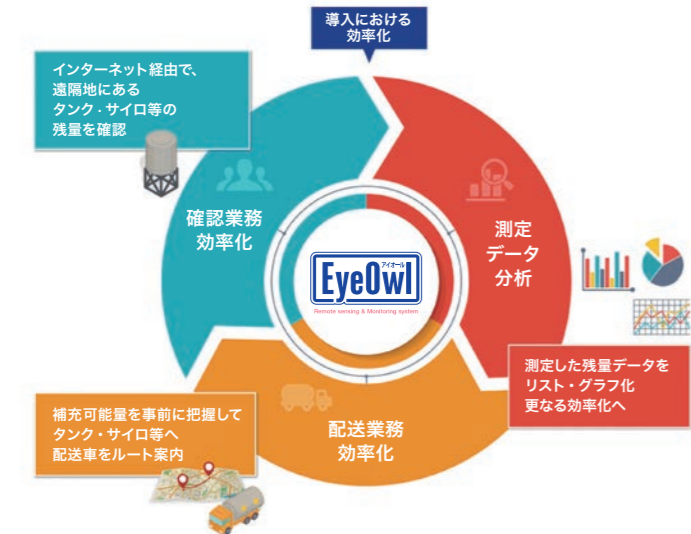 導入における
効率化
インターネット経由で、
遠隔地にある
タンク・サイロ等の
残量を確認
確認業務
効率化
測定
データ
分析
アイオール
EyeOwl
Remote sensing & Monitoring system
測定した残量データを
リスト・グラフ化
更なる効率化へ
補充可能量を事前に把握して
タンク・サイロ等へ
配送車をルート案内
配送業務
効率化